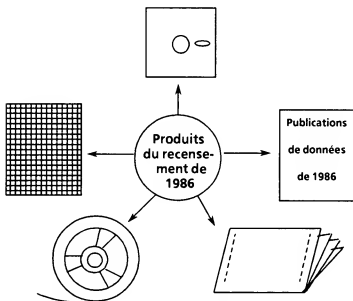 Produits
du recense-
ment de
1986
Publications
de données
de 1986